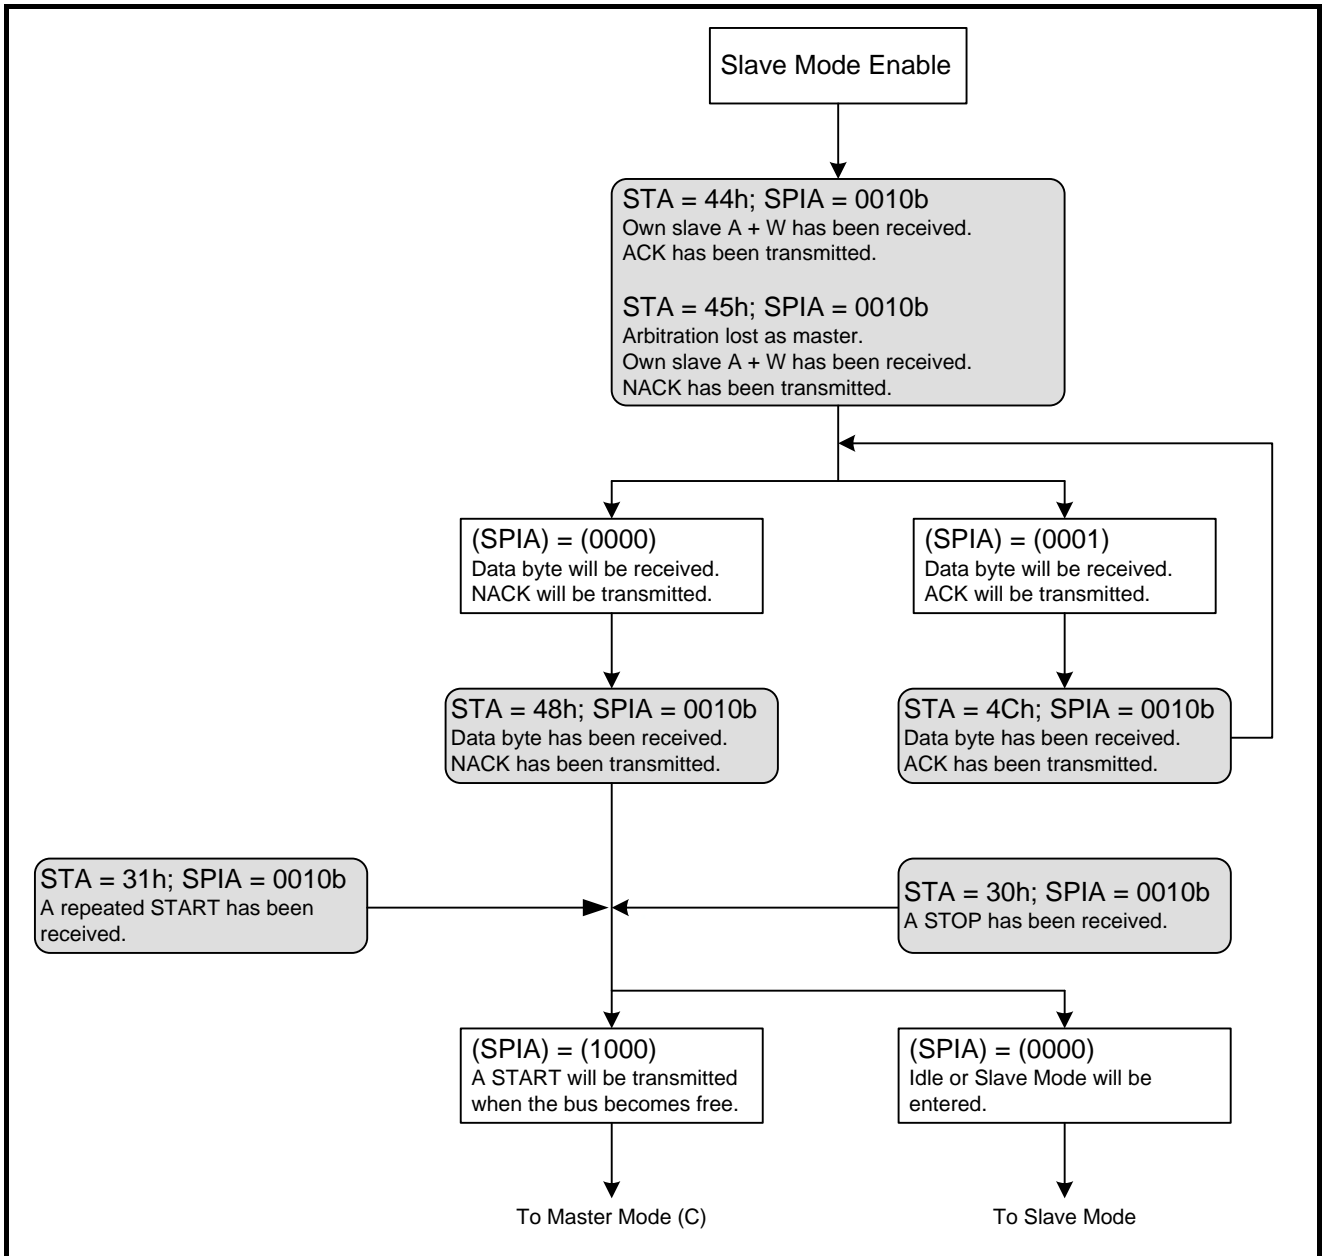 Slave Mode Enable
STA = 44h; SPIA = 0010b
Own slave A + W has been received.
ACK has been transmitted.
STA = 45h; SPIA = 0010b
Arbitration lost as master.
Own slave A + W has been received.
NACK has been transmitted.
(SPIA) = (0000)
Data byte will be received.
NACK will be transmitted.
(SPIA) = (0001)
Data byte will be received.
ACK will be transmitted.
STA = 48h; SPIA = 0010b
Data byte has been received.
NACK has been transmitted.
STA = 4Ch; SPIA = 0010b
Data byte has been received.
ACK has been transmitted.
STA = 31h; SPIA = 0010b
A repeated START has been
received.
STA = 30h; SPIA = 0010b
A STOP has been received.
(SPIA) = (1000)
A START will be transmitted
when the bus becomes free.
(SPIA) = (0000)
Idle or Slave Mode will be
entered.
To Master Mode (C)
To Slave Mode